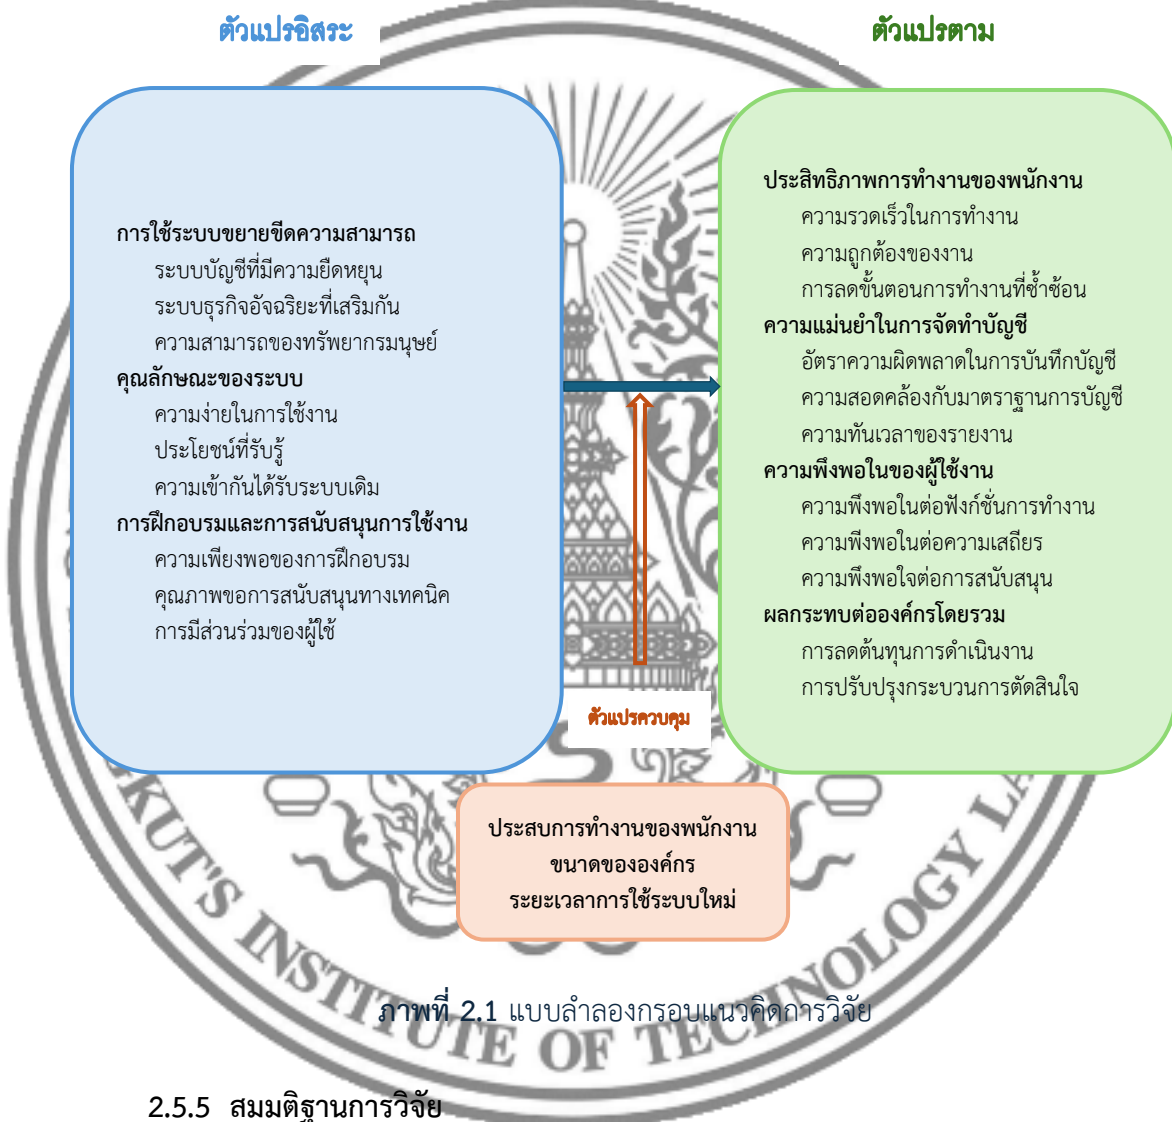 ตัวแปรอิสระ
ตัวแปรตาม
การใช้ระบบขยายขีดความสามารถ
ระบบบัญชีที่มีความยืดหยุน
ระบบธุรกิจอัจฉริยะที่เสริมกัน
ความสามารถของทรัพยากรมนุษย์
คุณลักษณะของระบบ
ความง่ายในการใช้งาน
ประโยชน์ที่รับรู้
ความเข้ากันได้รับระบบเดิม
การฝึกอบรมและการสนับสนุนการใช้งาน
ความเพียงพอของการฝึกอบรม
คุณภาพขอการสนับสนุนทางเทคนิค
การมีส่วนร่วมของผู้ใช้
ประสิทธิภาพการทำงานของพนักงาน
ความรวดเร็วในการทำงาน
ความถูกต้องของงาน
การลดขั้นตอนการทำงานที่ซ้ำซ้อน
ความแม่นยำในการจัดทำบัญชี
อัตราความผิดพลาดในการบันทึกบัญชี
ความสอดคล้องกับมาตราฐานการบัญชี
ความทันเวลาของรายงาน
ความพึงพอในของผู้ใช้งาน
ความพึงพอในต่อฟังก์ชั่นการทำงาน
ความพึงพอในต่อความเสถียร
ความพึงพอใจต่อการสนับสนุน
ผลกระทบต่อองค์กรโดยรวม
การลดต้นทุนการดำเนินงาน
การปรับปรุงกระบวนการตัดสินใจ
ตัวแปรควบคุม
ประสบการทำงานของพนักงาน
ขนาดขององค์กร
ระยะเวลาการใช้ระบบใหม่
ภาพที่ 2.1 แบบลำลองกรอบแนวคิดการวิจัย
KUT'S INSTITUTE OF TECHNOLOGY LA
2.5.5 สมมติฐานการวิจัย